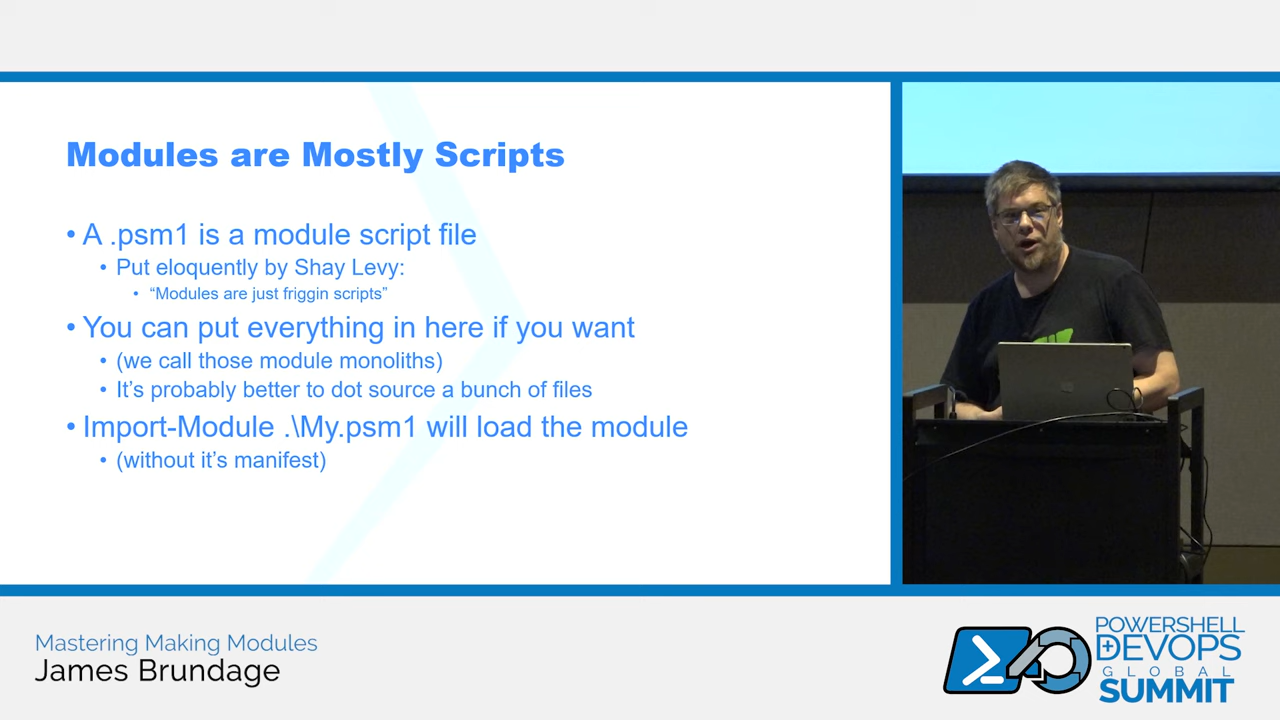 Modules are Mostly Scripts
• A .psm1 is a module script file
• Put eloquently by Shay Levy:
• “Modules are just friggin scripts”
• You can put everything in here if you want
• (we call those module monoliths)
• It’s probably better to dot source a bunch of files
• Import-Module .\My.psm1 will load the module
• (without it’s manifest)
Mastering Making Modules
James Brundage
POWERSHELL
DEVOPS
GLOBAL
SUMMIT